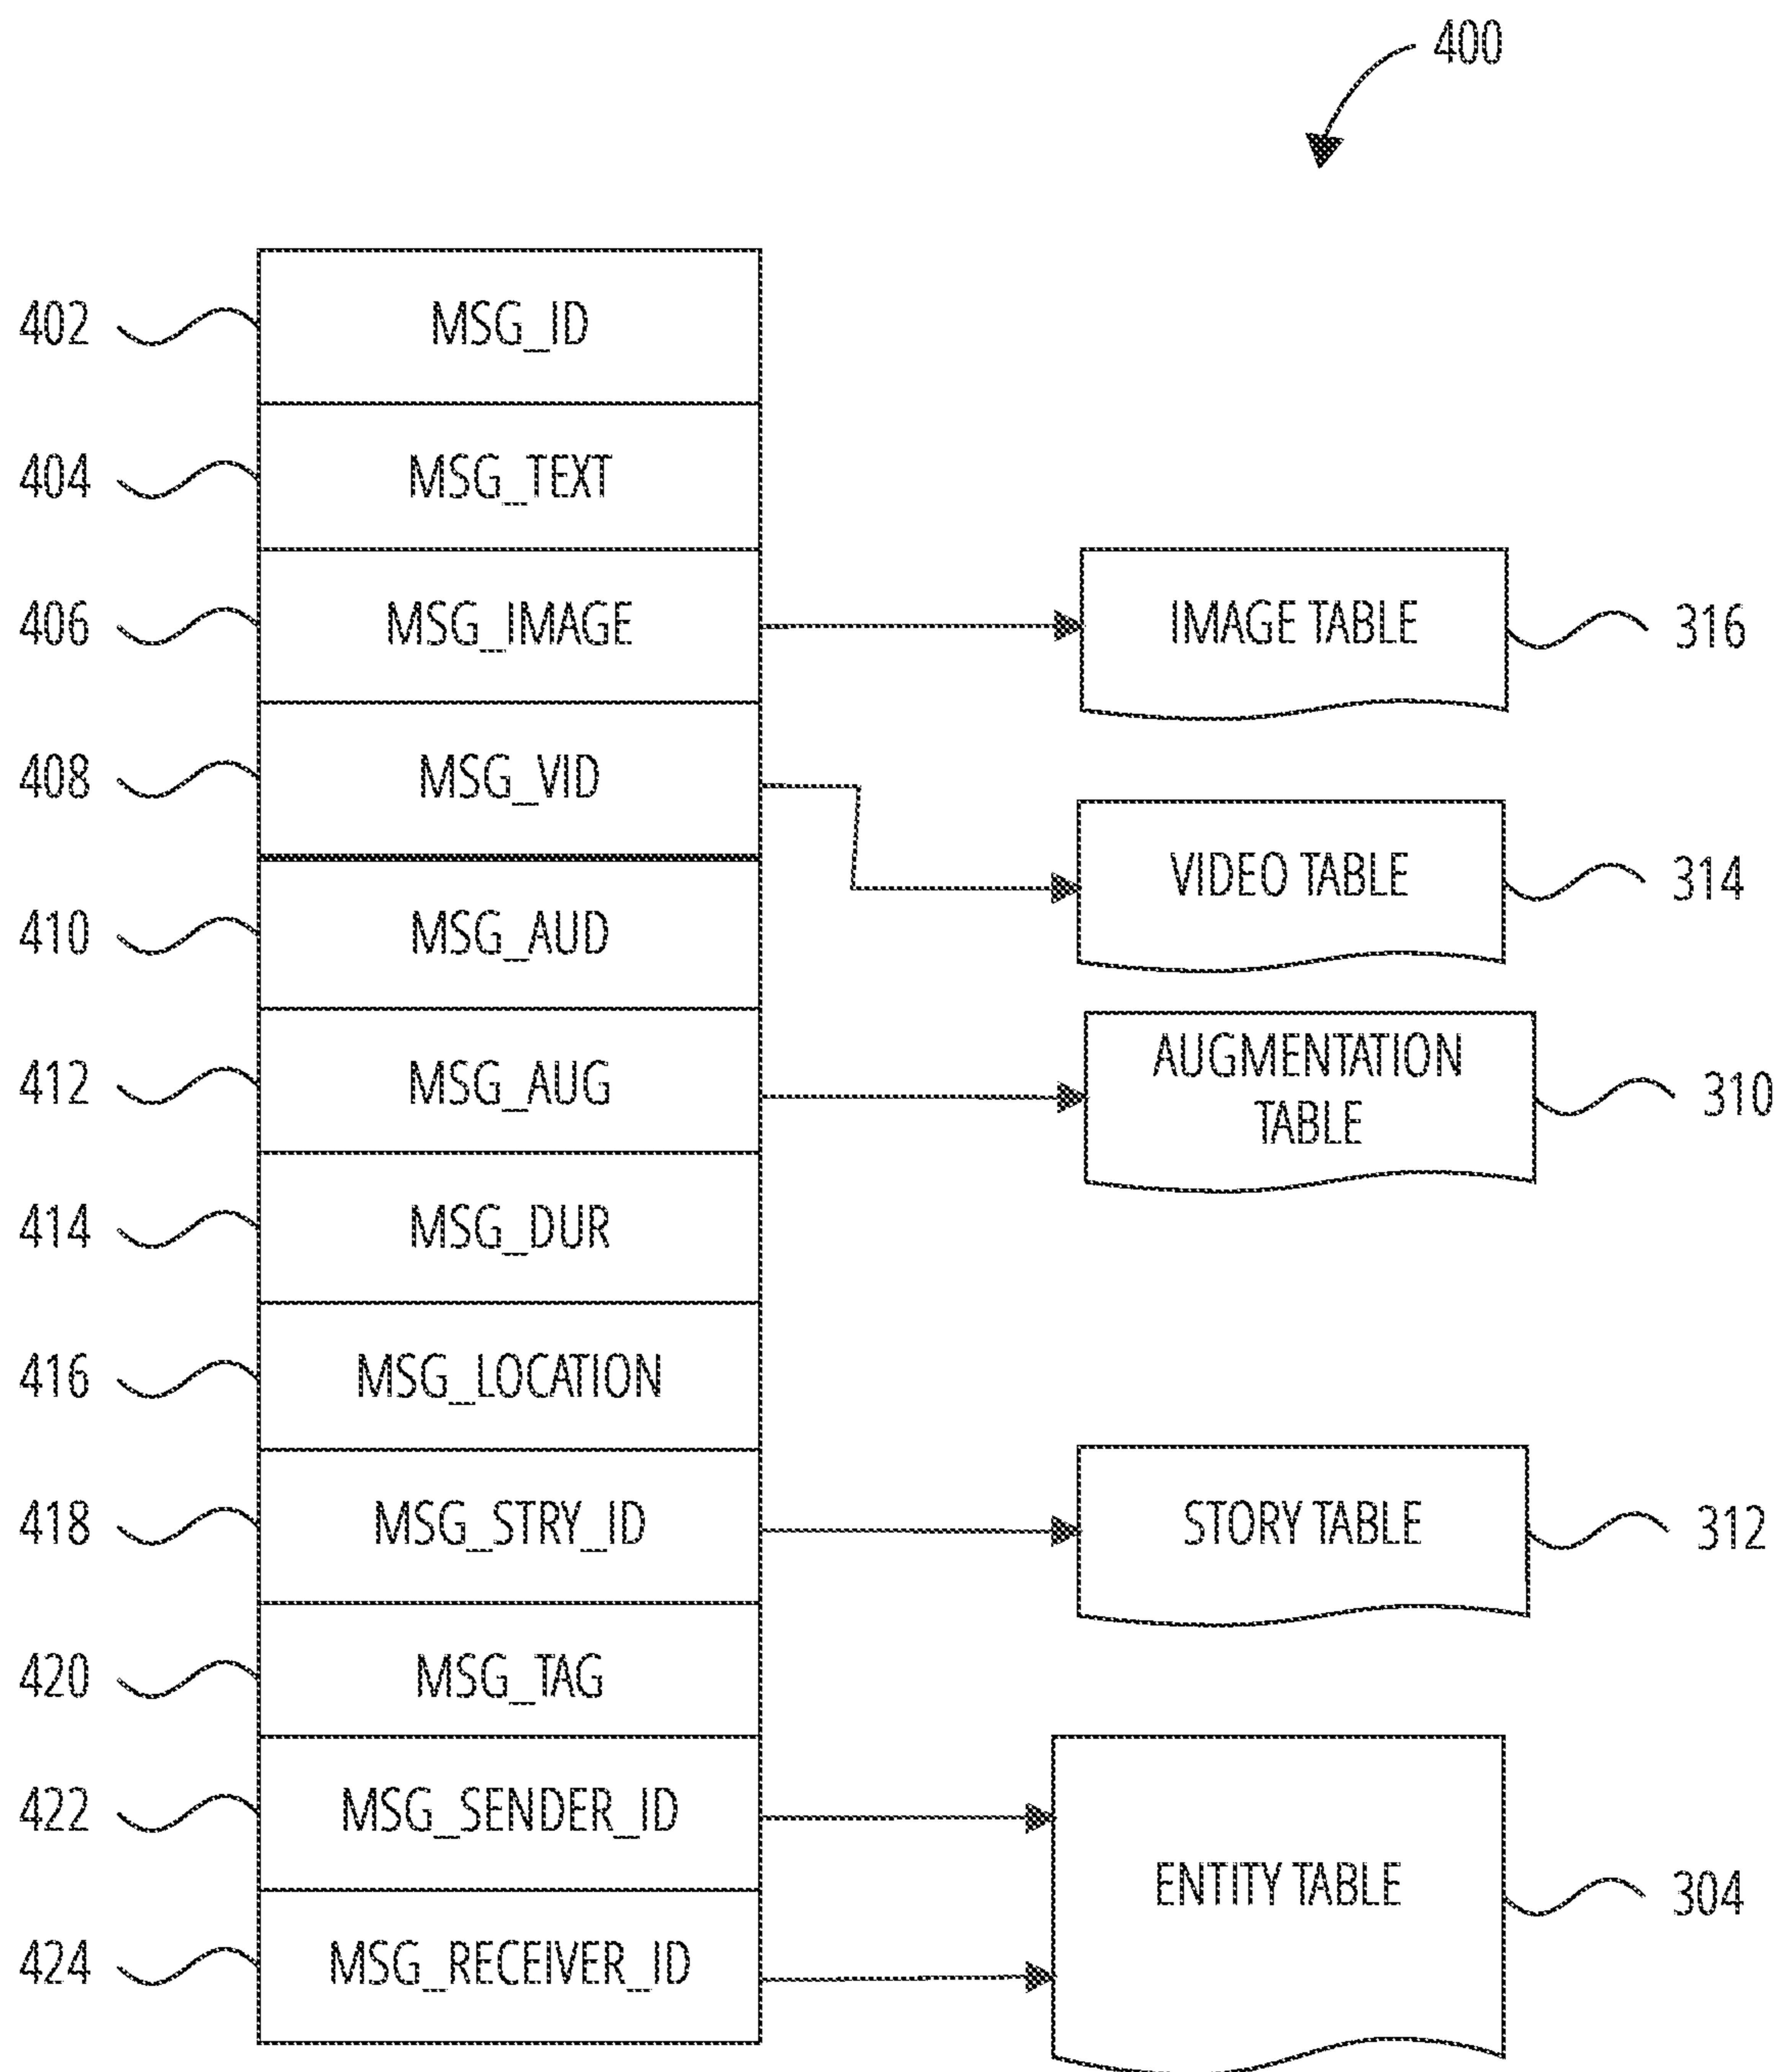 400
402 MSG_ID
404 MSG_TEXT
406 MSG_IMAGE IMAGE TABLE 316
408 MSG_VID
VIDEO TABLE 314
410 MSG_AUD
412 MSG_AUG AUGMENTATION
TABLE 310
414 MSG_DUR
416 MSG_LOCATION
418 MSG_STRY_ID STORY TABLE 312
420 MSG_TAG
422 MSG_SENDER_ID
ENTITY TABLE 304
424 MSG_RECEIVER_ID